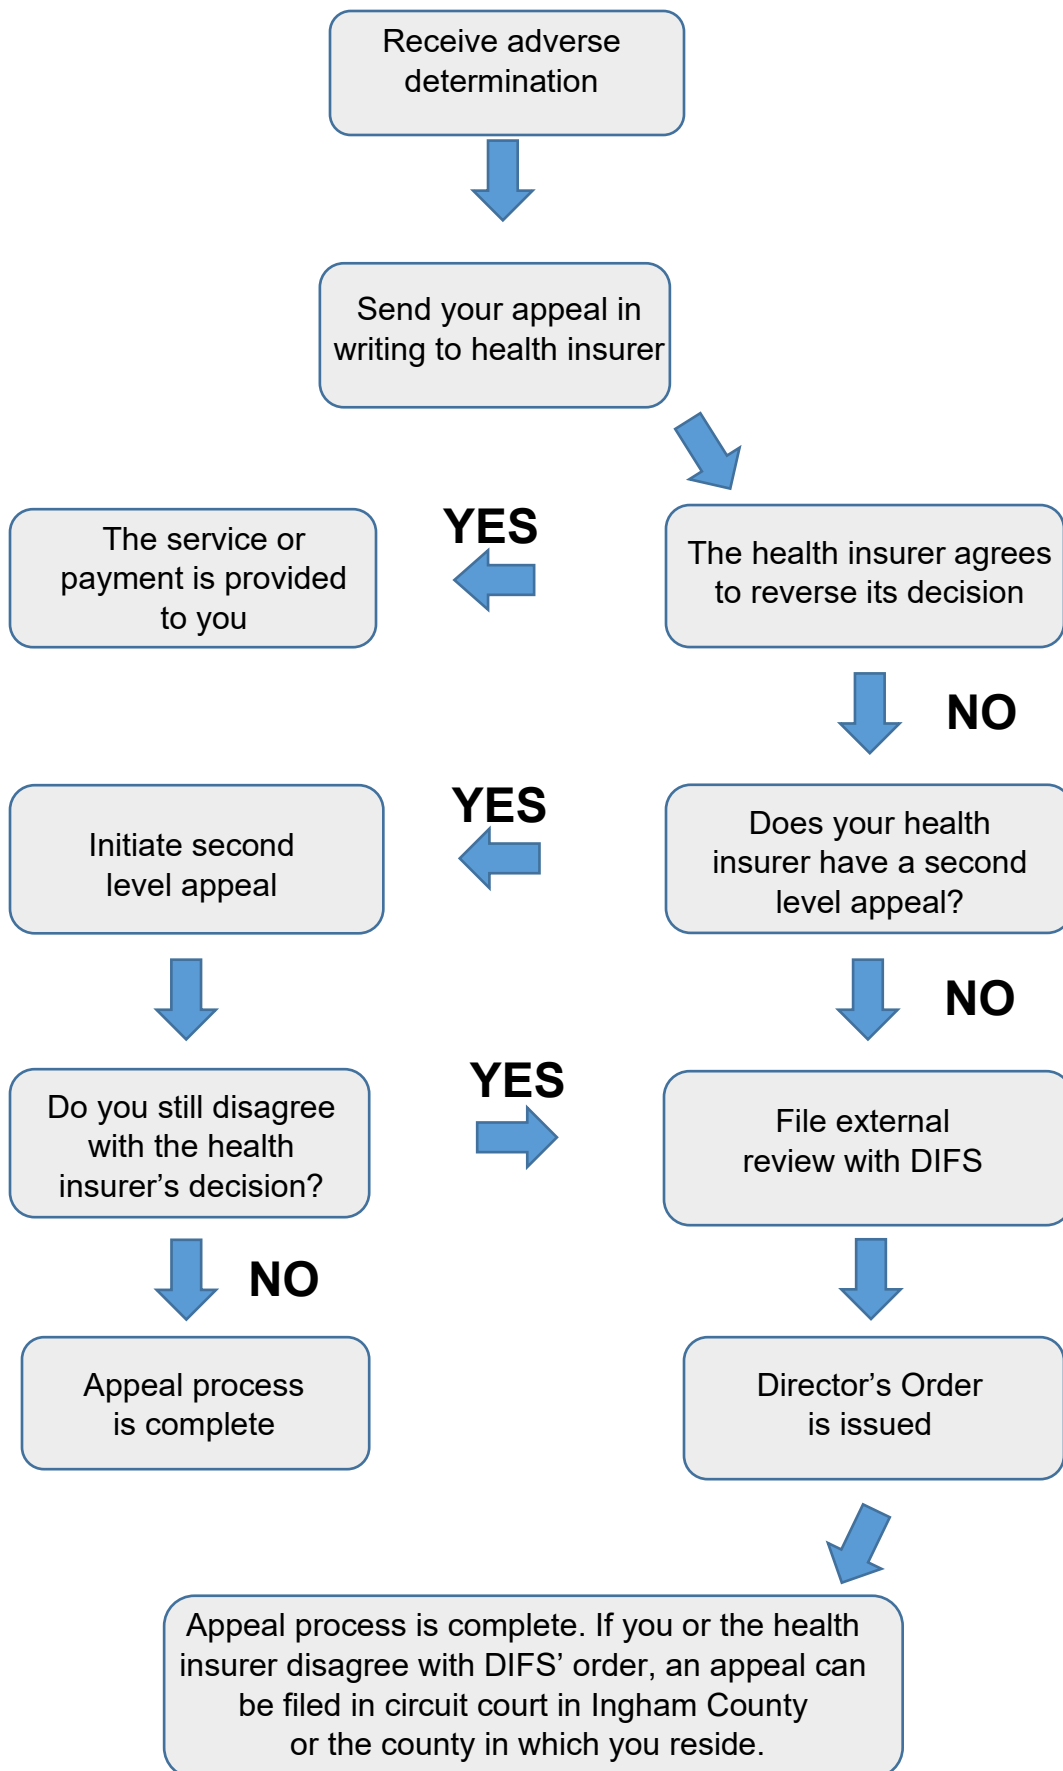 Receive adverse
determination
Send your appeal in
writing to health insurer
The service or
payment is provided
to you
YES
The health insurer agrees
to reverse its decision
NO
Initiate second
level appeal
YES
Does your health
insurer have a second
level appeal?
NO
Do you still disagree
with the health
insurer’s decision?
YES
File external
review with DIFS
NO
Appeal process
is complete
Director’s Order
is issued
Appeal process is complete. If you or the health
insurer disagree with DIFS’ order, an appeal can
be filed in circuit court in Ingham County
or the county in which you reside.